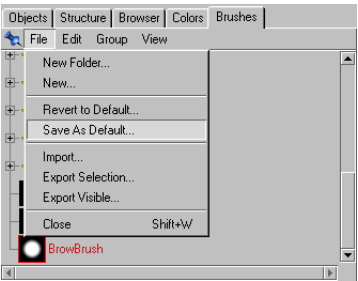 Objects Structure Browser Colors Brushes
File Edit Group View
New Folder...
New...
Revert to Default...
Save As Default...
Import...
Export Selection...
Export Visible...
Close Shift+W
BrowBrush